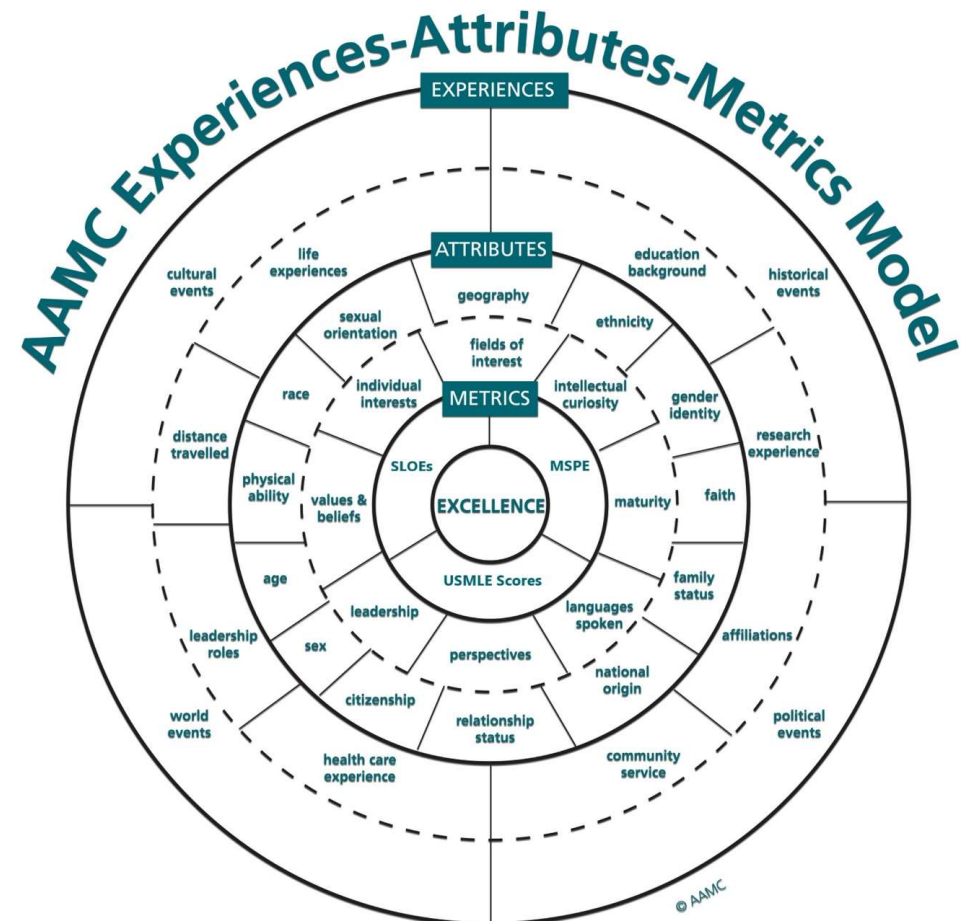 AAMC Experiences-Attributes-Metrics Model
EXPERIENCES
cultural
events
life
experiences
education
background
historical
events
distance
travelled
research
experience
leadership
roles
affiliations
world
events
health care
experience
community
service
political
events
ATTRIBUTES
geography
sexual
orientation
ethnicity
race
gender
identity
physical
ability
faith
age
family
status
sex
national
origin
citizenship
relationship
status
fields of
interest
individual
interests
intellectual
curiosity
values &
beliefs
maturity
leadership
languages
spoken
perspectives
METRICS
SLOEs
MSPE
USMLE Scores
EXCELLENCE
© AAMC